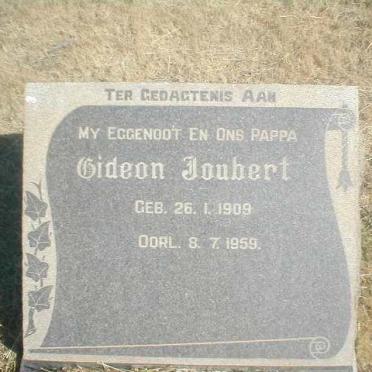 TER GEDAGTENIS AAN
MY EGGENOOT EN ONS PAPPA
Gideon Joubert
GEB. 26. 1. 1909
OORL. 8. 7. 1959.